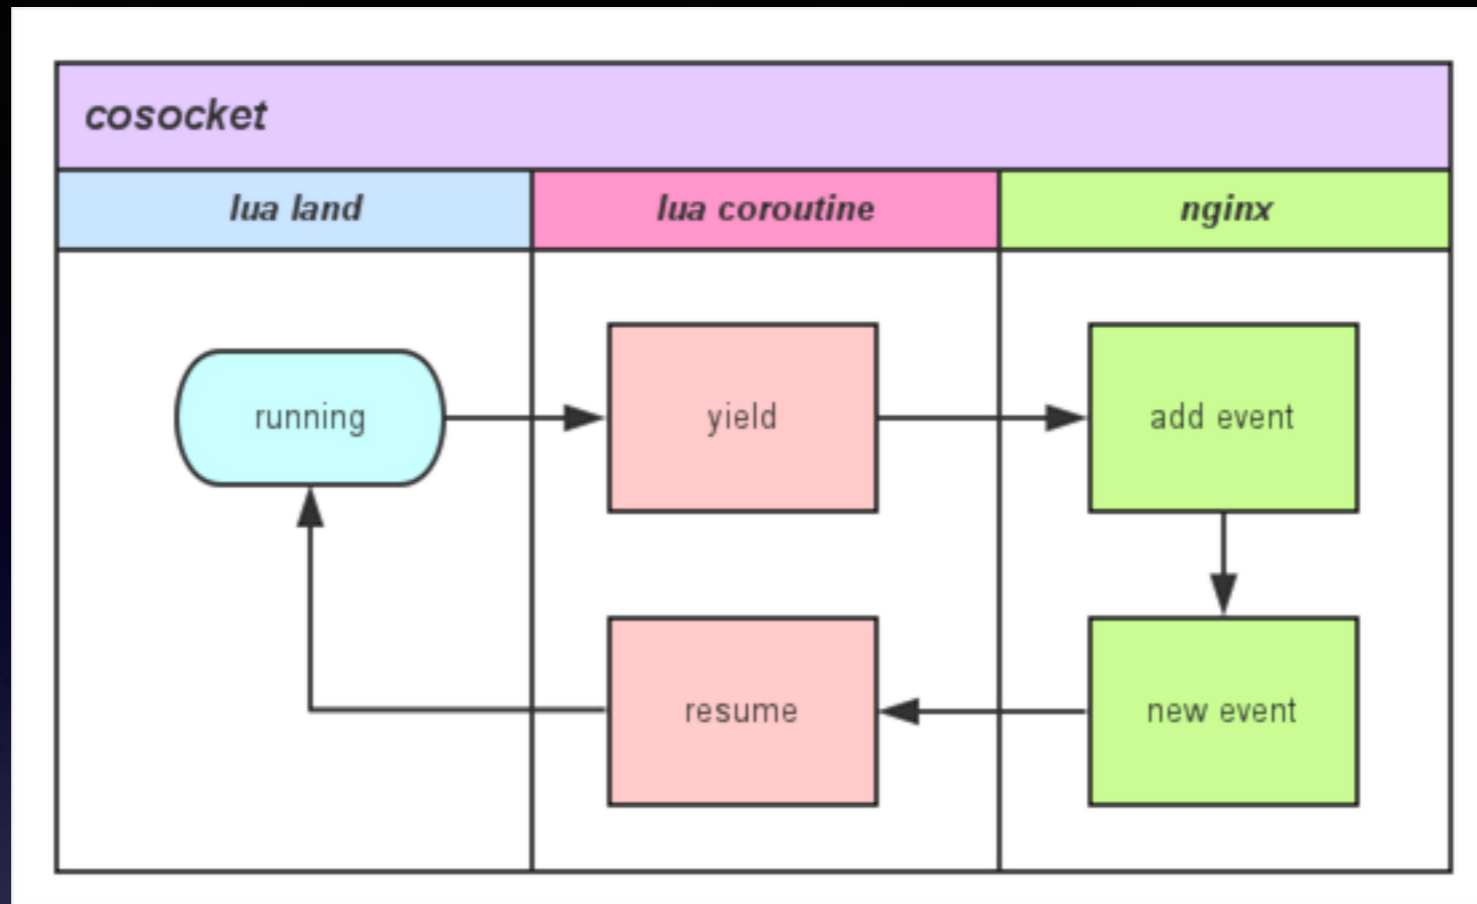 cosocket
lua land
lua coroutine
nginx
running
yield
add event
resume
new event